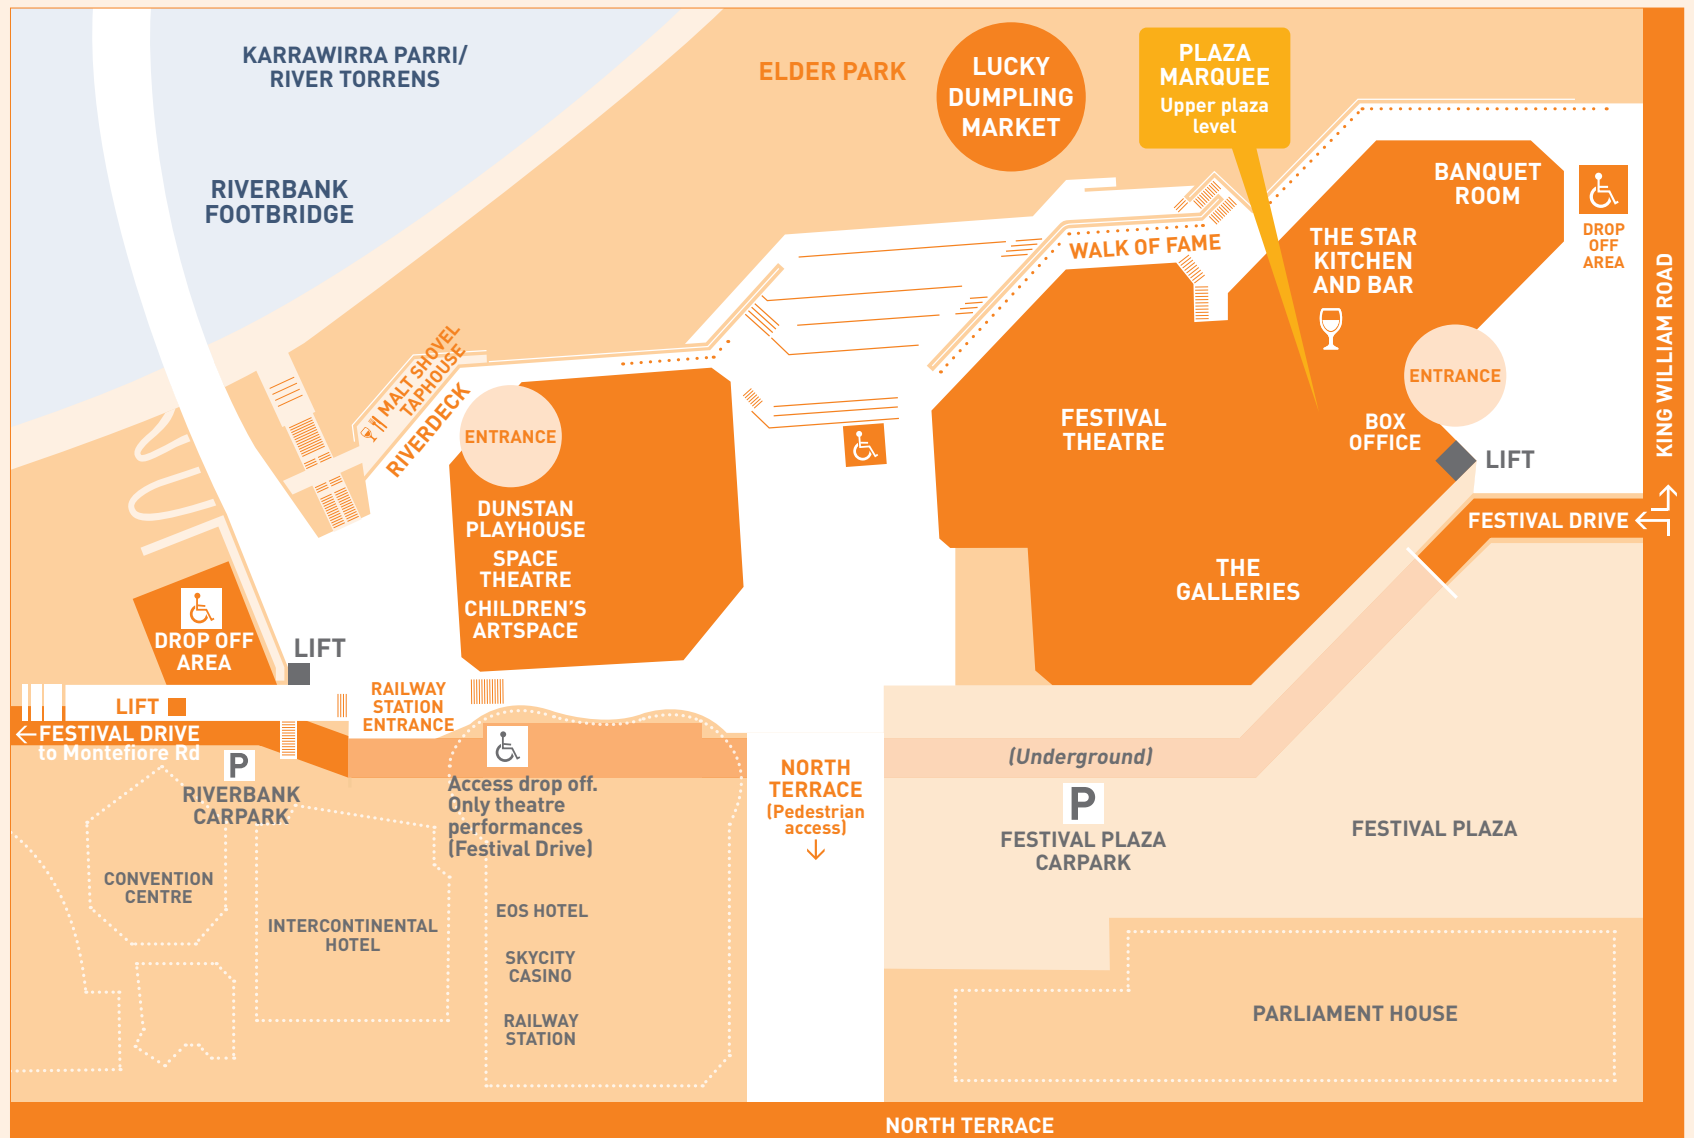 KARRAWIRRA PARRI/
RIVER TORRENS
ELDER PARK
LUCKY
DUMPLING
MARKET
PLAZA
MARQUEE
Upper plaza
level
RIVERBANK
FOOTBRIDGE
BANQUET
ROOM
DROP
OFF
AREA
THE STAR
KITCHEN
AND BAR
WALK OF FAME
KING WILLIAM ROAD
MALT SHOVEL
TAPHOUSE
RIVERDECK
ENTRANCE
ENTRANCE
FESTIVAL
THEATRE
BOX
OFFICE
LIFT
DUNSTAN
PLAYHOUSE
SPACE
THEATRE
CHILDREN'S
ARTSPACE
FESTIVAL DRIVE
THE
GALLERIES
DROP OFF
AREA
LIFT
LIFT
RAILWAY
STATION
ENTRANCE
FESTIVAL DRIVE
to Montefiore Rd
P
RIVERBANK
CARPARK
Access drop off.
Only theatre
performances
(Festival Drive)
NORTH
TERRACE
(Pedestrian
access)
(Underground)
P
FESTIVAL PLAZA
CARPARK
FESTIVAL PLAZA
CONVENTION
CENTRE
INTERCONTINENTAL
HOTEL
EOS HOTEL
SKYCITY
CASINO
RAILWAY
STATION
PARLIAMENT HOUSE
NORTH TERRACE